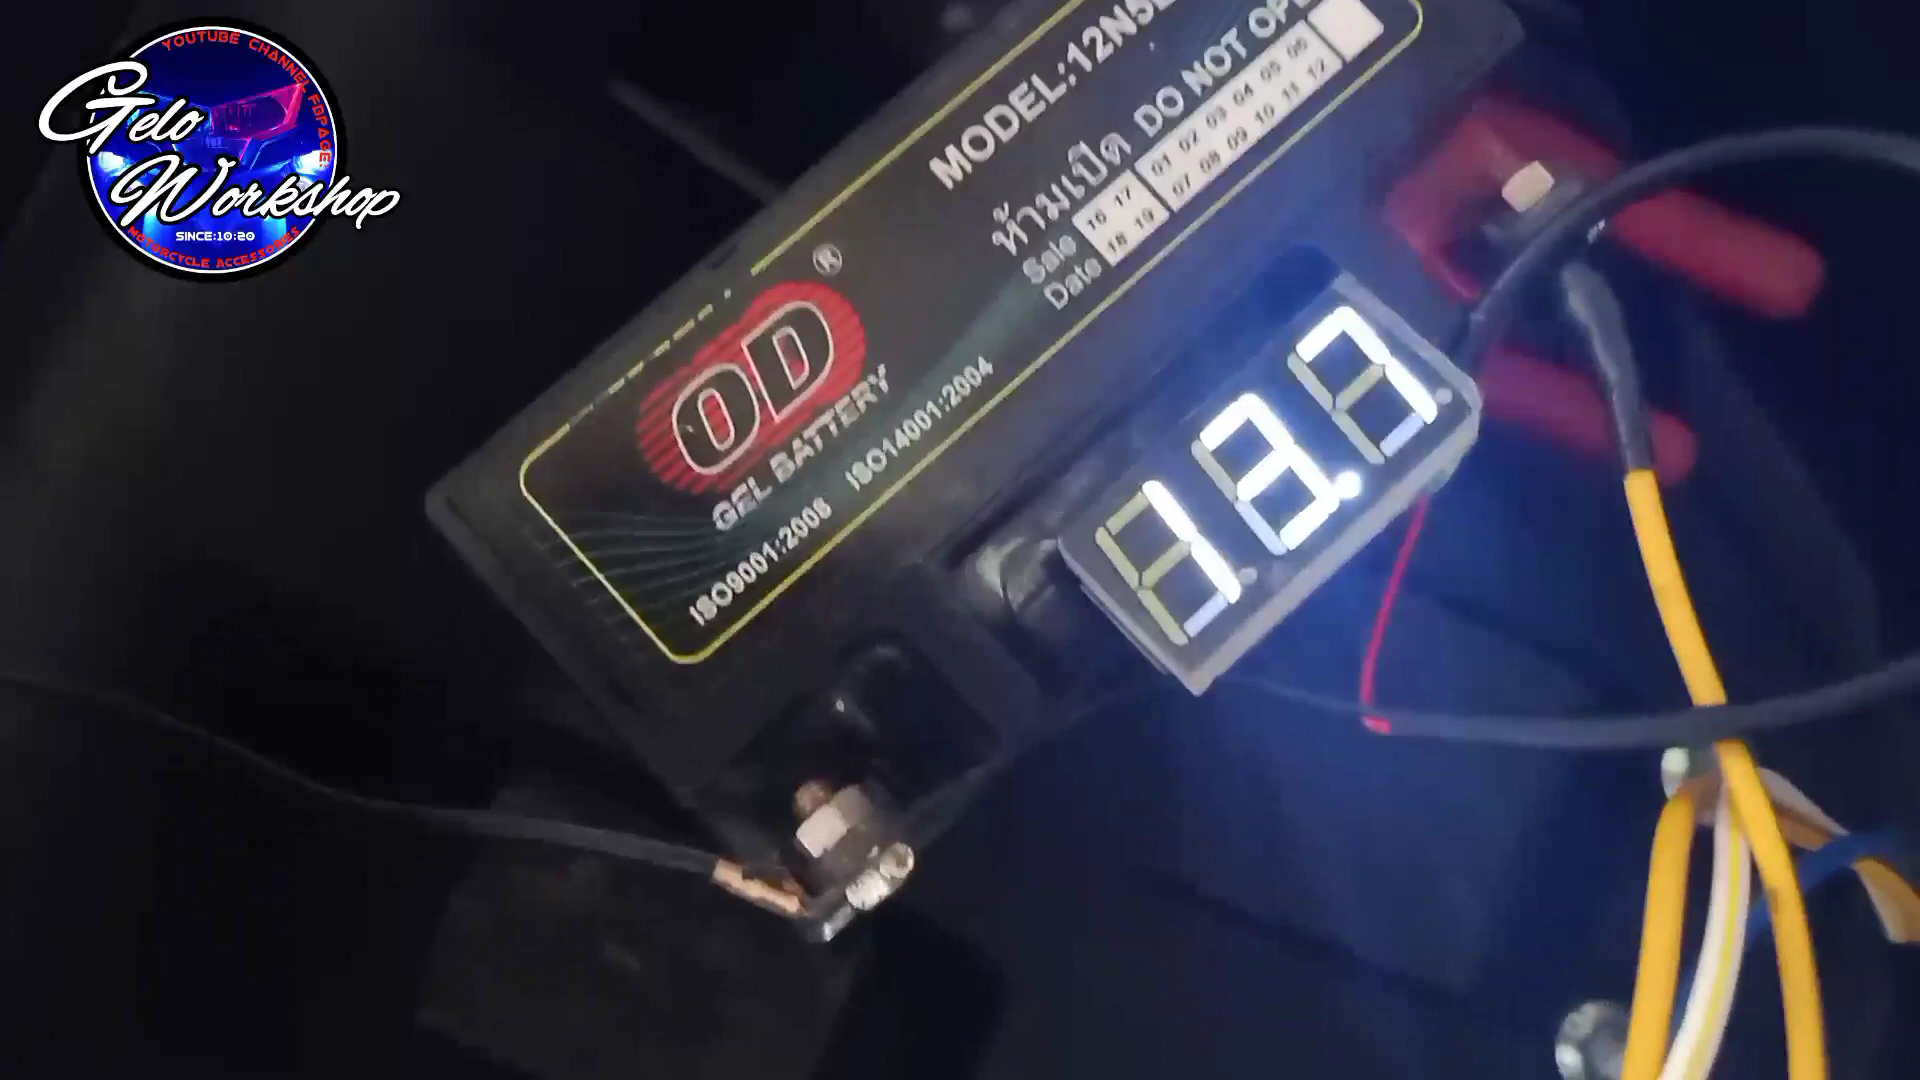 YOUTUBE CHANNEL FBPAGE:
Gelo
Workshop
SINCE:10:20
MOTORCYCLE ACCESSORIES
MODEL:12N5L
ห้ามเปิด DO NOT OPE
Sale
Date
16 17
18 19
01 02 03 04 05 06
07 08 09 10 11 12
®
OD
GEL BATTERY
ISO9001:2008 ISO14001:2004
13.7